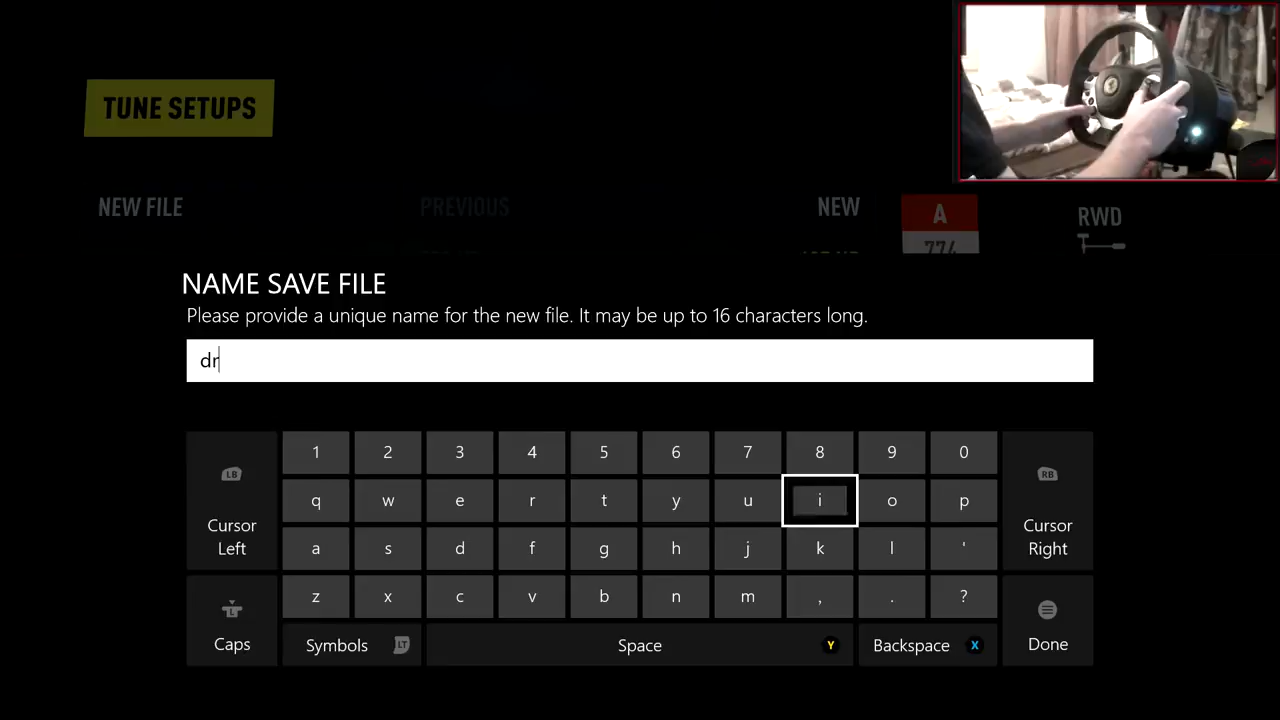 TUNE SETUPS
NEW FILE PREVIOUS NEW A RWD
774
NAME SAVE FILE
Please provide a unique name for the new file. It may be up to 16 characters long.
dr
LB Cursor Left
1 2 3 4 5 6 7 8 9 0
q w e r t y u i o p
a s d f g h j k l '
z x c v b n m , . ?
RB Cursor Right
L Caps
Symbols LT Space Y Backspace X
Done